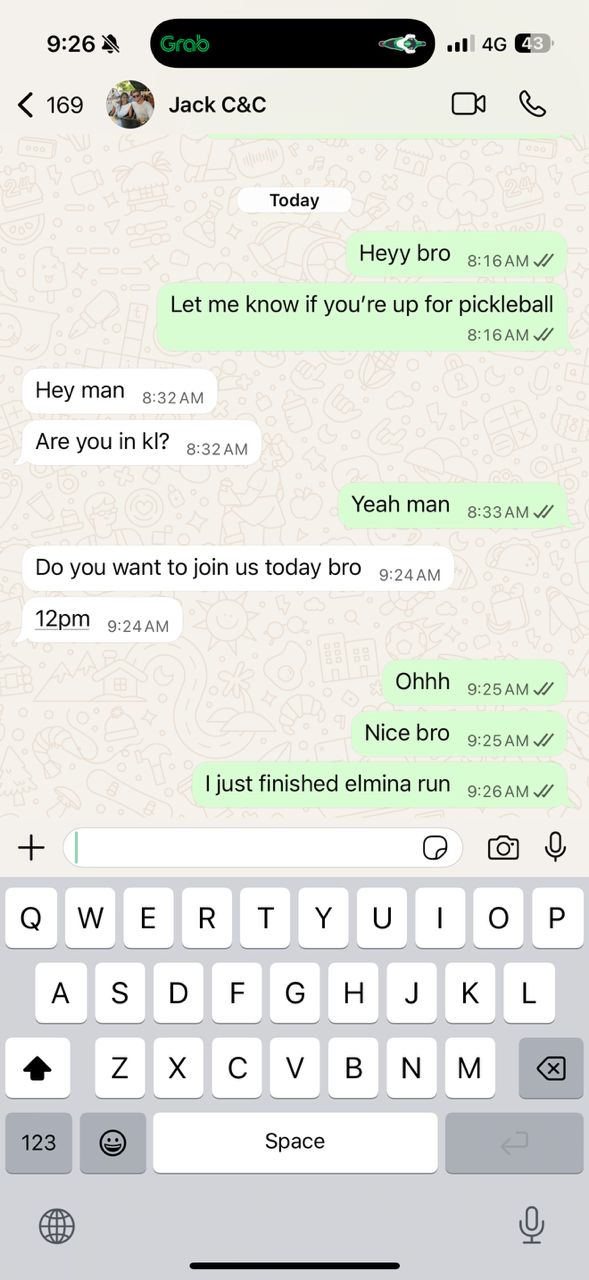 9:26
Grab
4G
43
169
Jack C&C
Today
Heyy bro
8:16 AM
Let me know if you're up for pickleball
8:16 AM
Hey man
8:32 AM
Are you in kl?
8:32 AM
Yeah man
8:33 AM
Do you want to join us today bro
9:24 AM
12pm
9:24 AM
Ohhh
9:25 AM
Nice bro
9:25 AM
I just finished elmina run
9:26 AM
Q W E R T Y U I O P
A S D F G H J K L
Z X C V B N M
123
Space